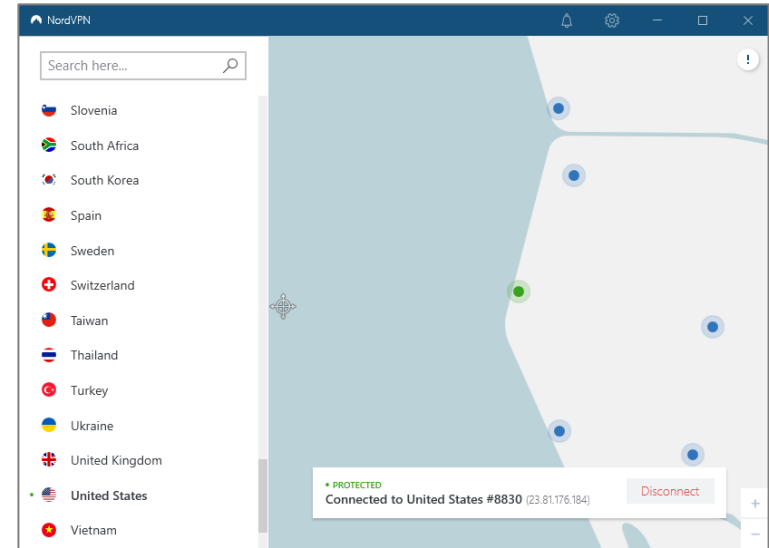 NordVPN
Search here...
Slovenia
South Africa
South Korea
Spain
Sweden
Switzerland
Taiwan
Thailand
Turkey
Ukraine
United Kingdom
United States
Vietnam
!
• PROTECTED
Connected to United States #8830 (23.81.176.184)
Disconnect
+
−